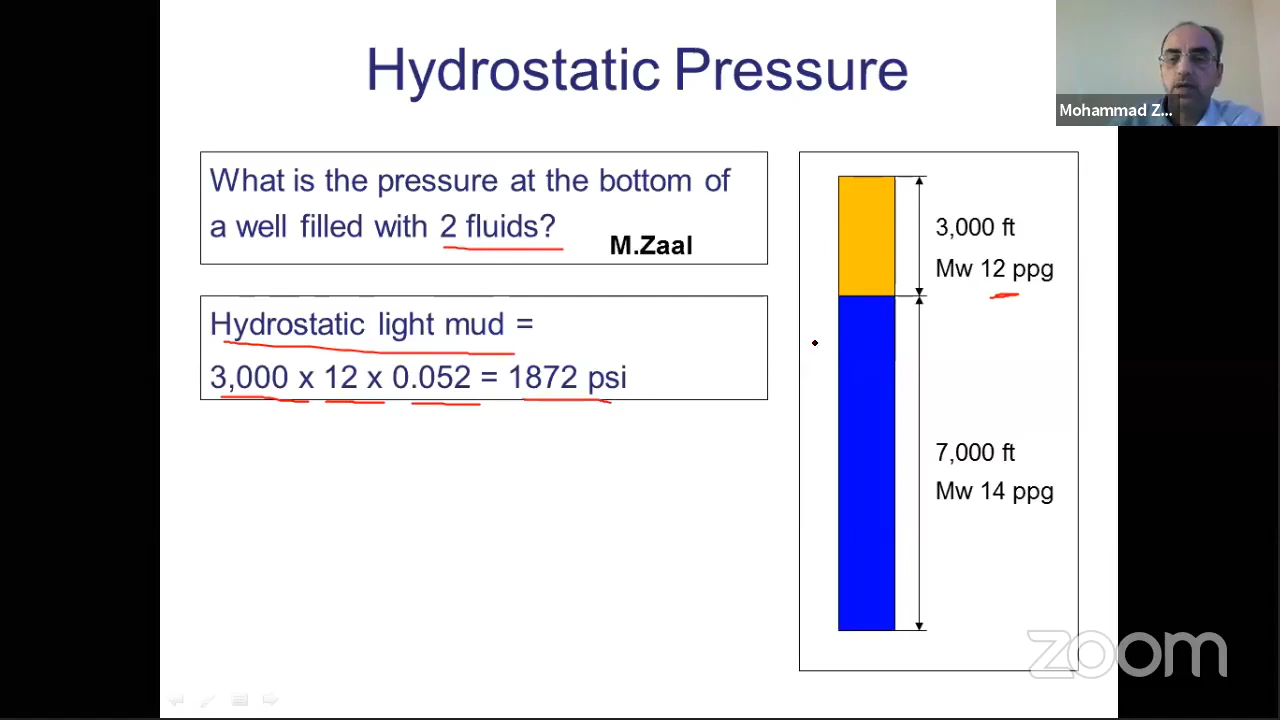 Hydrostatic Pressure
Mohammad Z...
What is the pressure at the bottom of
a well filled with 2 fluids?
M.Zaal
Hydrostatic light mud =
3,000 x 12 x 0.052 = 1872 psi
3,000 ft
Mw 12 ppg
7,000 ft
Mw 14 ppg
zoom